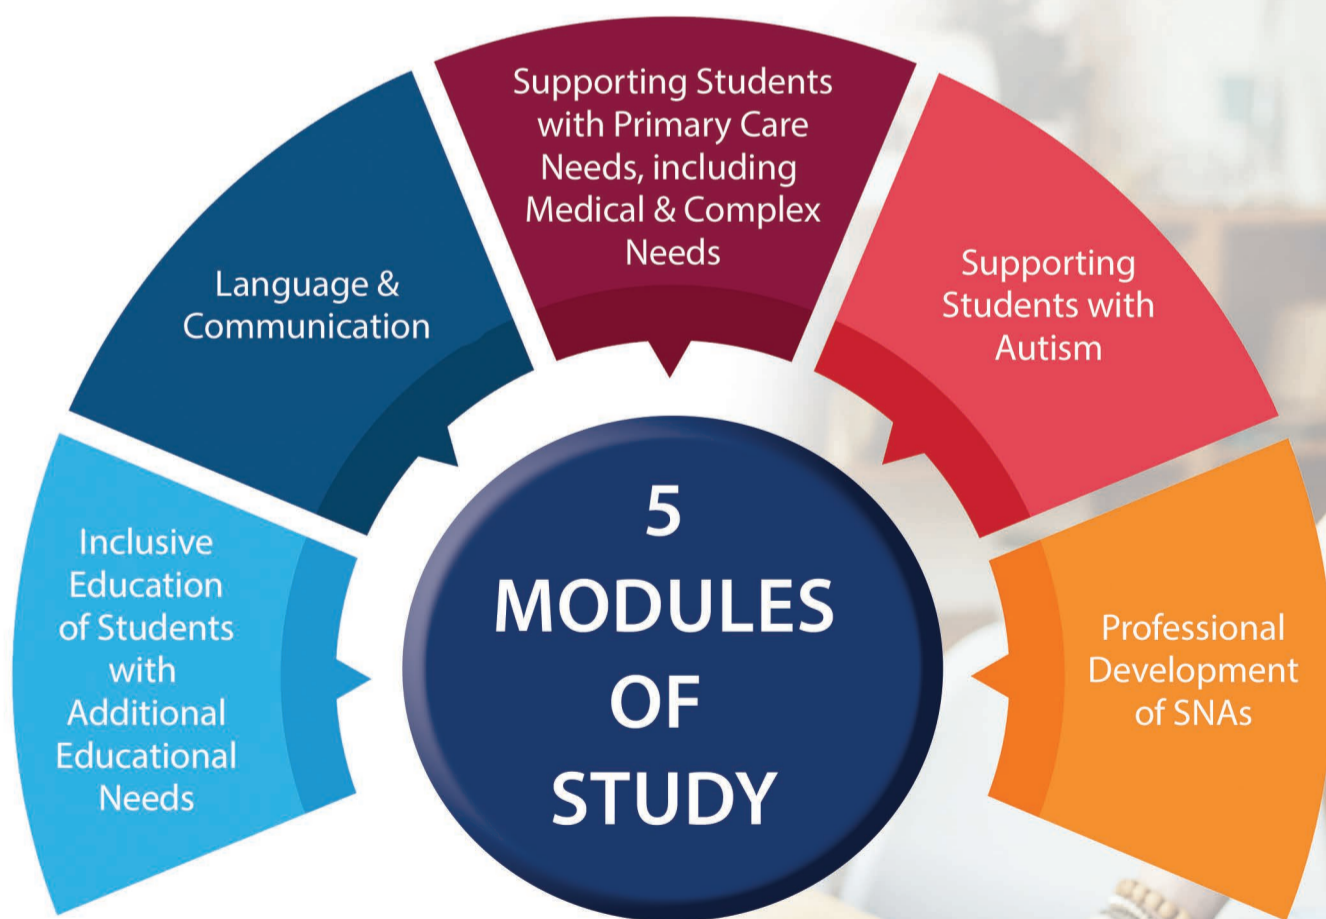 Inclusive
Education
of Students
with
Additional
Educational
Needs
Language &
Communication
Supporting Students
with Primary Care
Needs, including
Medical & Complex
Needs
Supporting
Students with
Autism
Professional
Development
of SNAs
5
MODULES
OF
STUDY